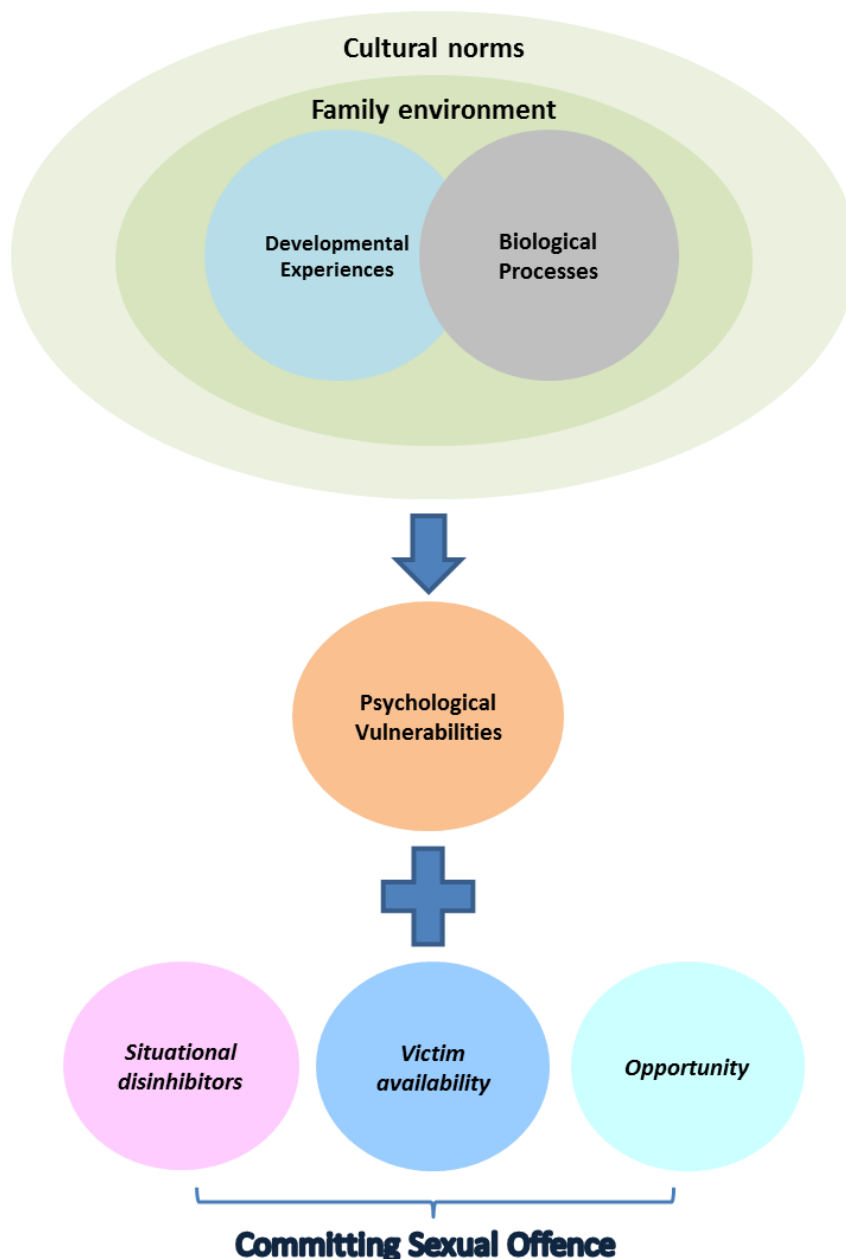 Cultural norms
Family environment
Developmental
Experiences
Biological
Processes
Psychological
Vulnerabilities
Situational
disinhibitors
Victim
availability
Opportunity
Committing Sexual Offence